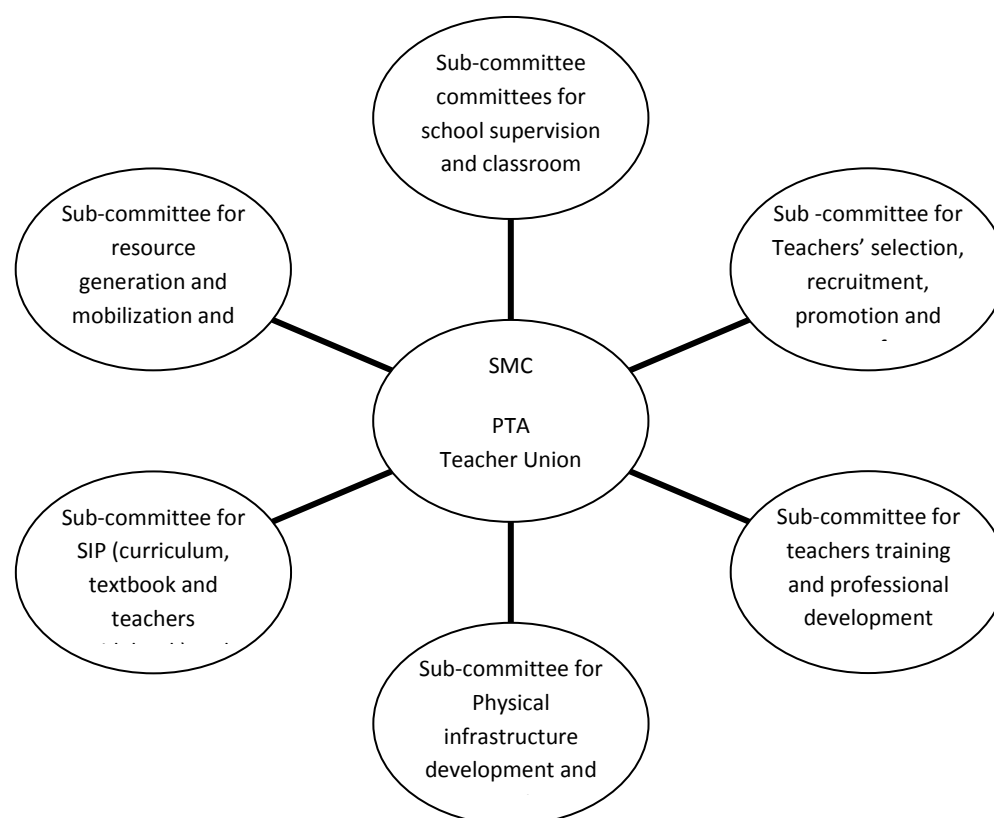 Sub-committee
committees for
school supervision
and classroom
Sub-committee for
resource
generation and
mobilization and
Sub -committee for
Teachers’ selection,
recruitment,
promotion and
SMC
PTA
Teacher Union
Sub-committee for
SIP (curriculum,
textbook and
teachers
Sub-committee for
teachers training
and professional
development
Sub-committee for
Physical
infrastructure
development and